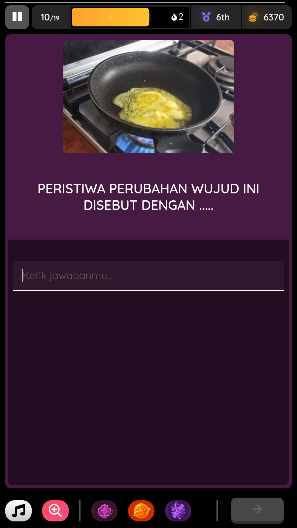 10/19
2
6th
6370
PERISTIWA PERUBAHAN WUJUD INI
DISEBUT DENGAN .....
Ketik jawabanmu...